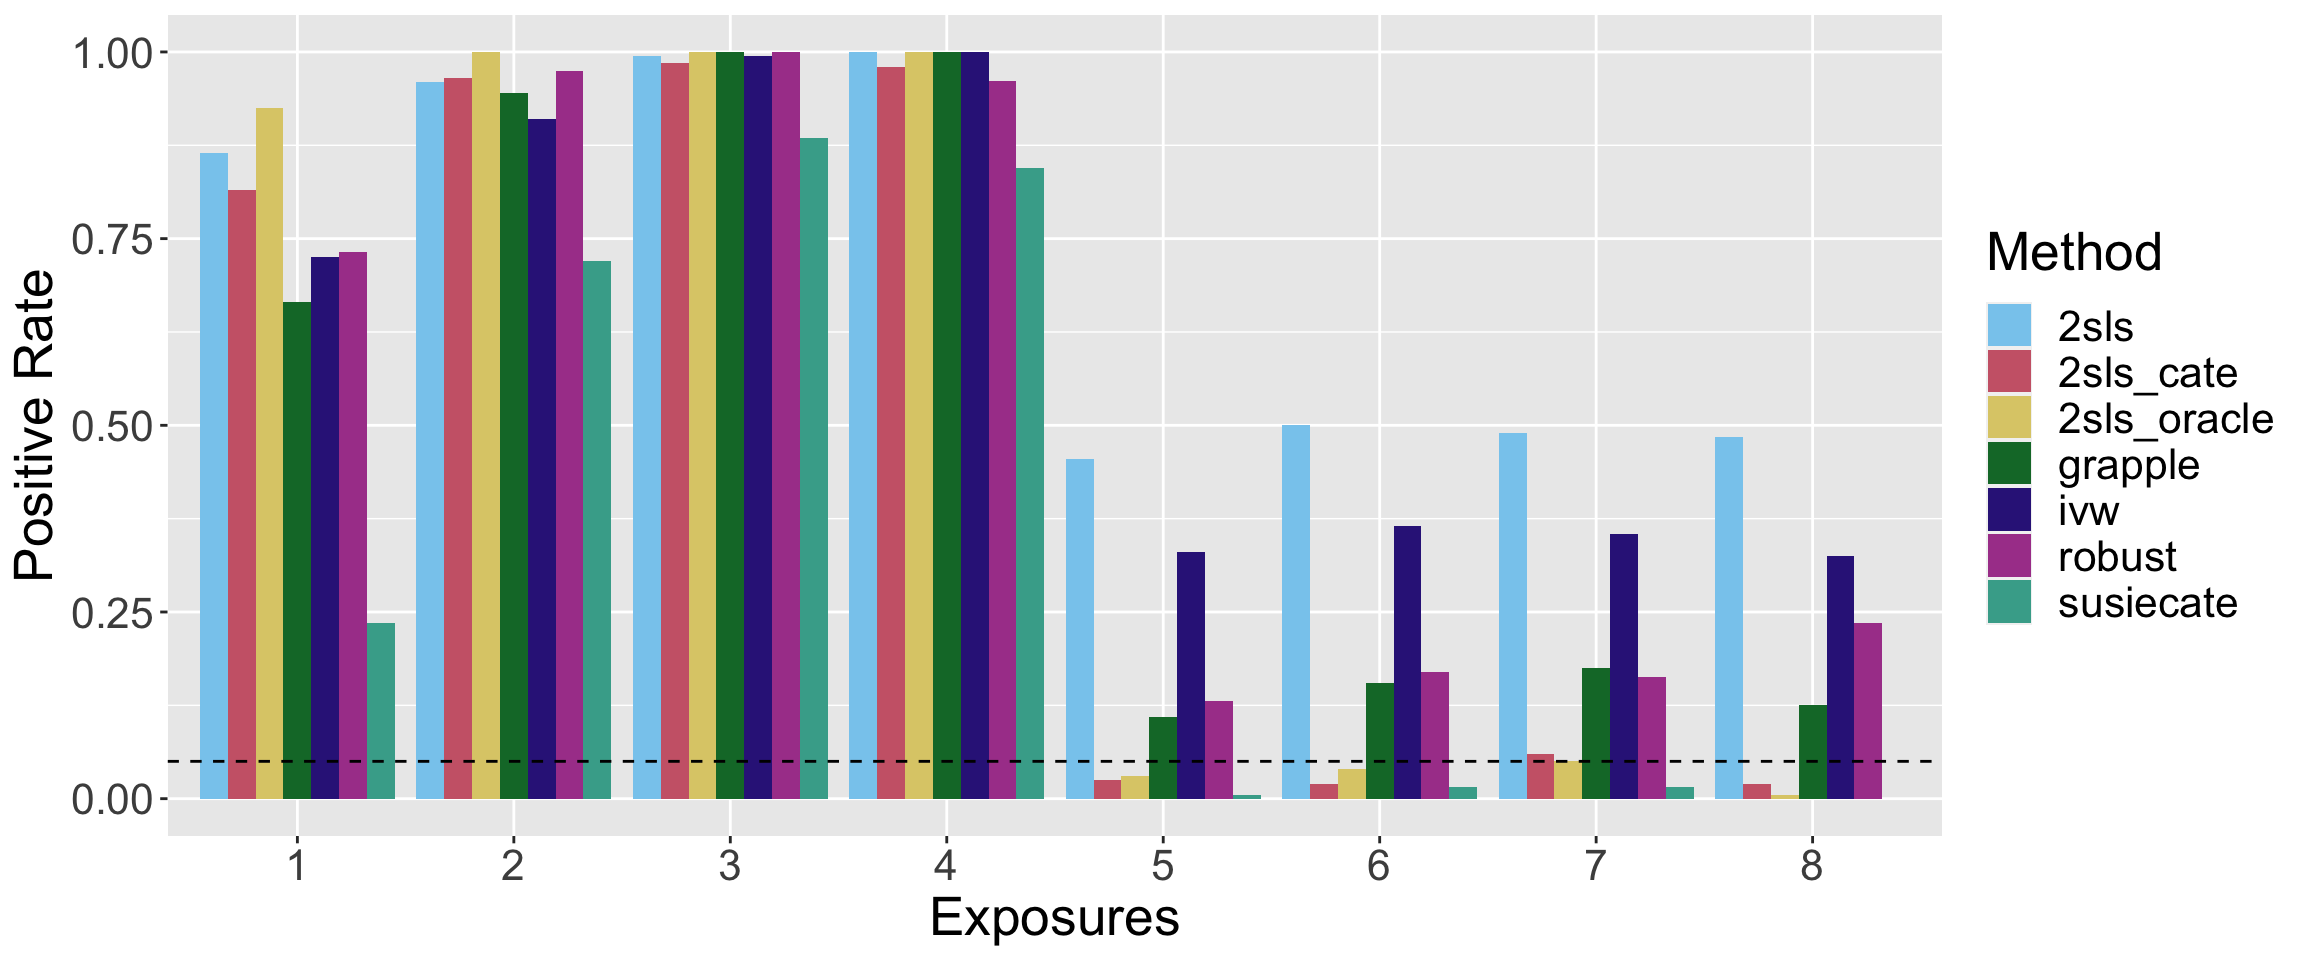 Positive Rate
1.00
0.75
0.50
0.25
0.00
1 2 3 4 5 6 7 8
Exposures
Method
2sls
2sls_cate
2sls_oracle
grapple
ivw
robust
susiecate